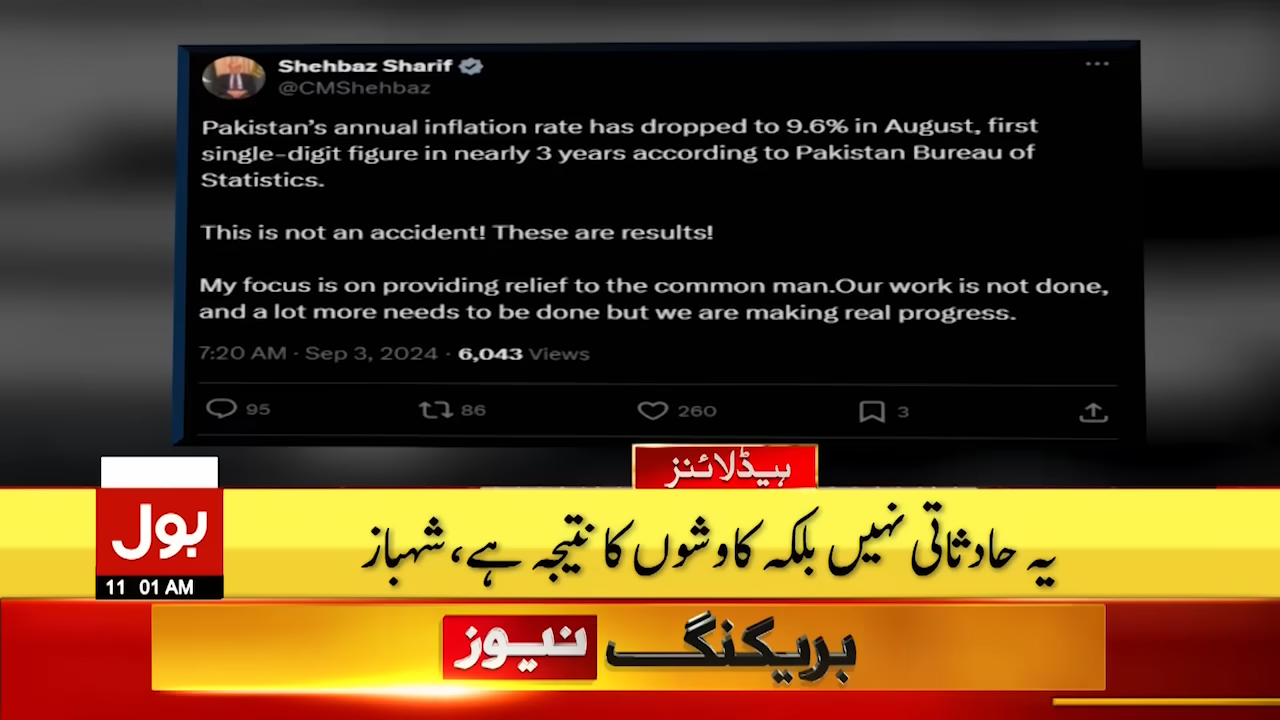 Shehbaz Sharif
@CMShehbaz
Pakistan's annual inflation rate has dropped to 9.6% in August, first
single-digit figure in nearly 3 years according to Pakistan Bureau of
Statistics.
This is not an accident! These are results!
My focus is on providing relief to the common man.Our work is not done,
and a lot more needs to be done but we are making real progress.
7:20 AM · Sep 3, 2024 · 6,043 Views
95 86 260 3
ہیڈلائنز
یہ حادثاتی نہیں بلکہ کاوشوں کا نتیجہ ہے، شہباز
بول
11 01 AM
بریکنگ نیوز